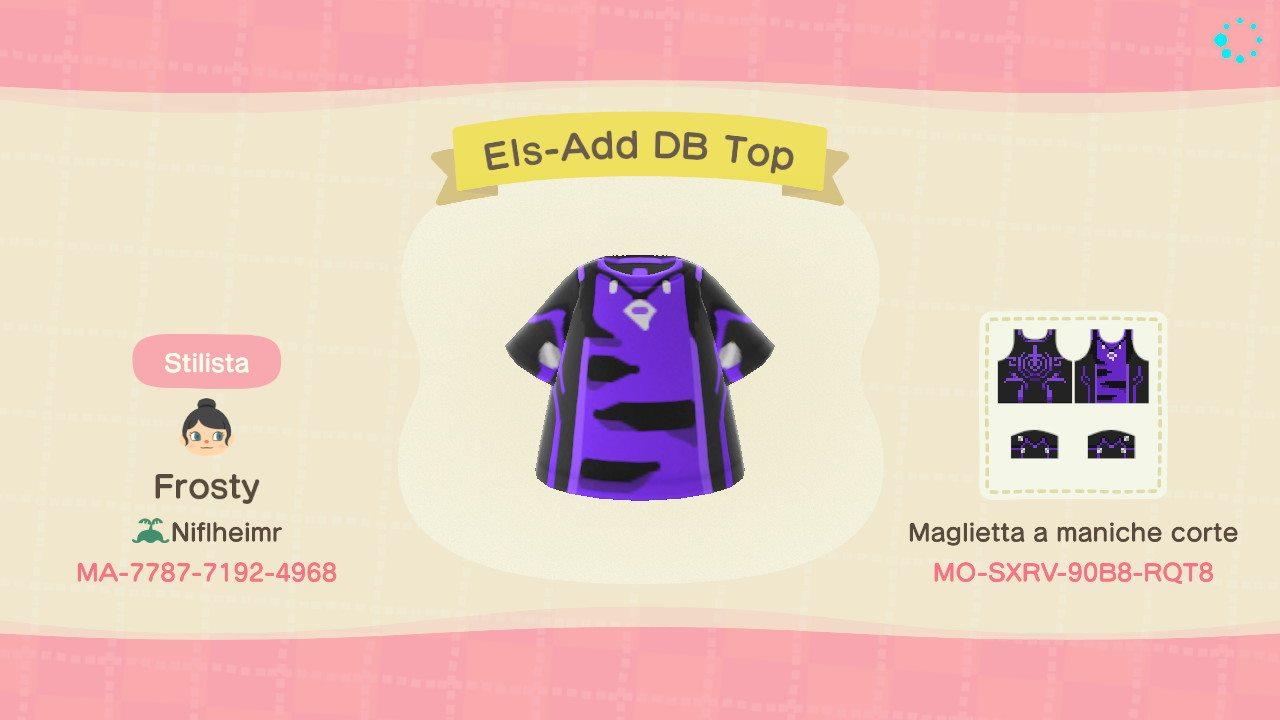 Els-Add DB Top
Stilista
Frosty
Niflheimr
MA-7787-7192-4968
Maglietta a maniche corte
MO-SXRV-90B8-RQT8